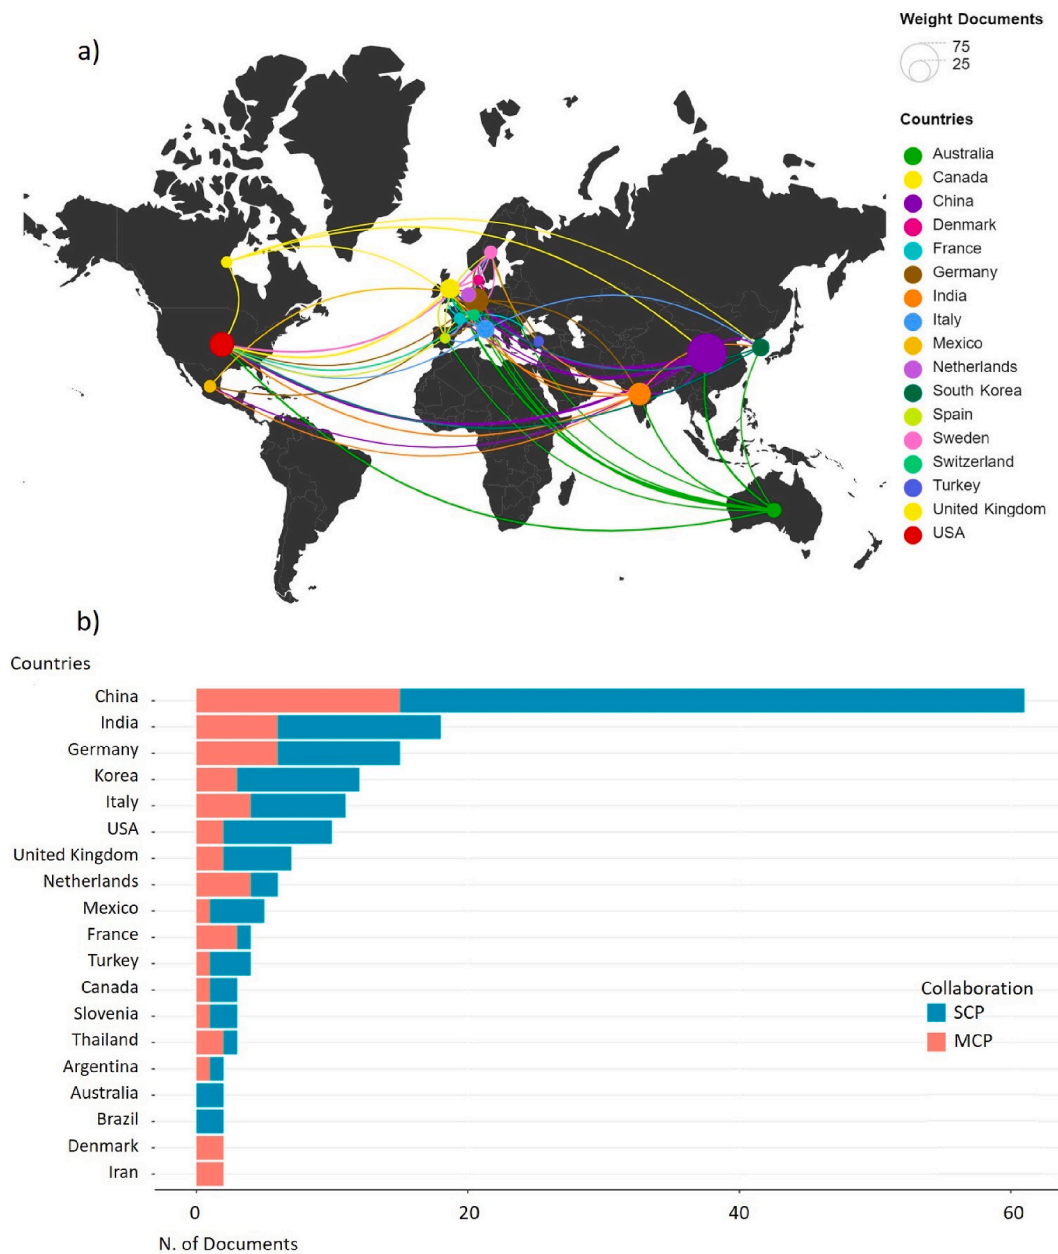 a)
Weight Documents
75
25
Countries
Australia
Canada
China
Denmark
France
Germany
India
Italy
Mexico
Netherlands
South Korea
Spain
Sweden
Switzerland
Turkey
United Kingdom
USA
b)
Countries
China
India
Germany
Korea
Italy
USA
United Kingdom
Netherlands
Mexico
France
Turkey
Canada
Slovenia
Thailand
Argentina
Australia
Brazil
Denmark
Iran
Collaboration
SCP
MCP
0 20 40 60
N. of Documents